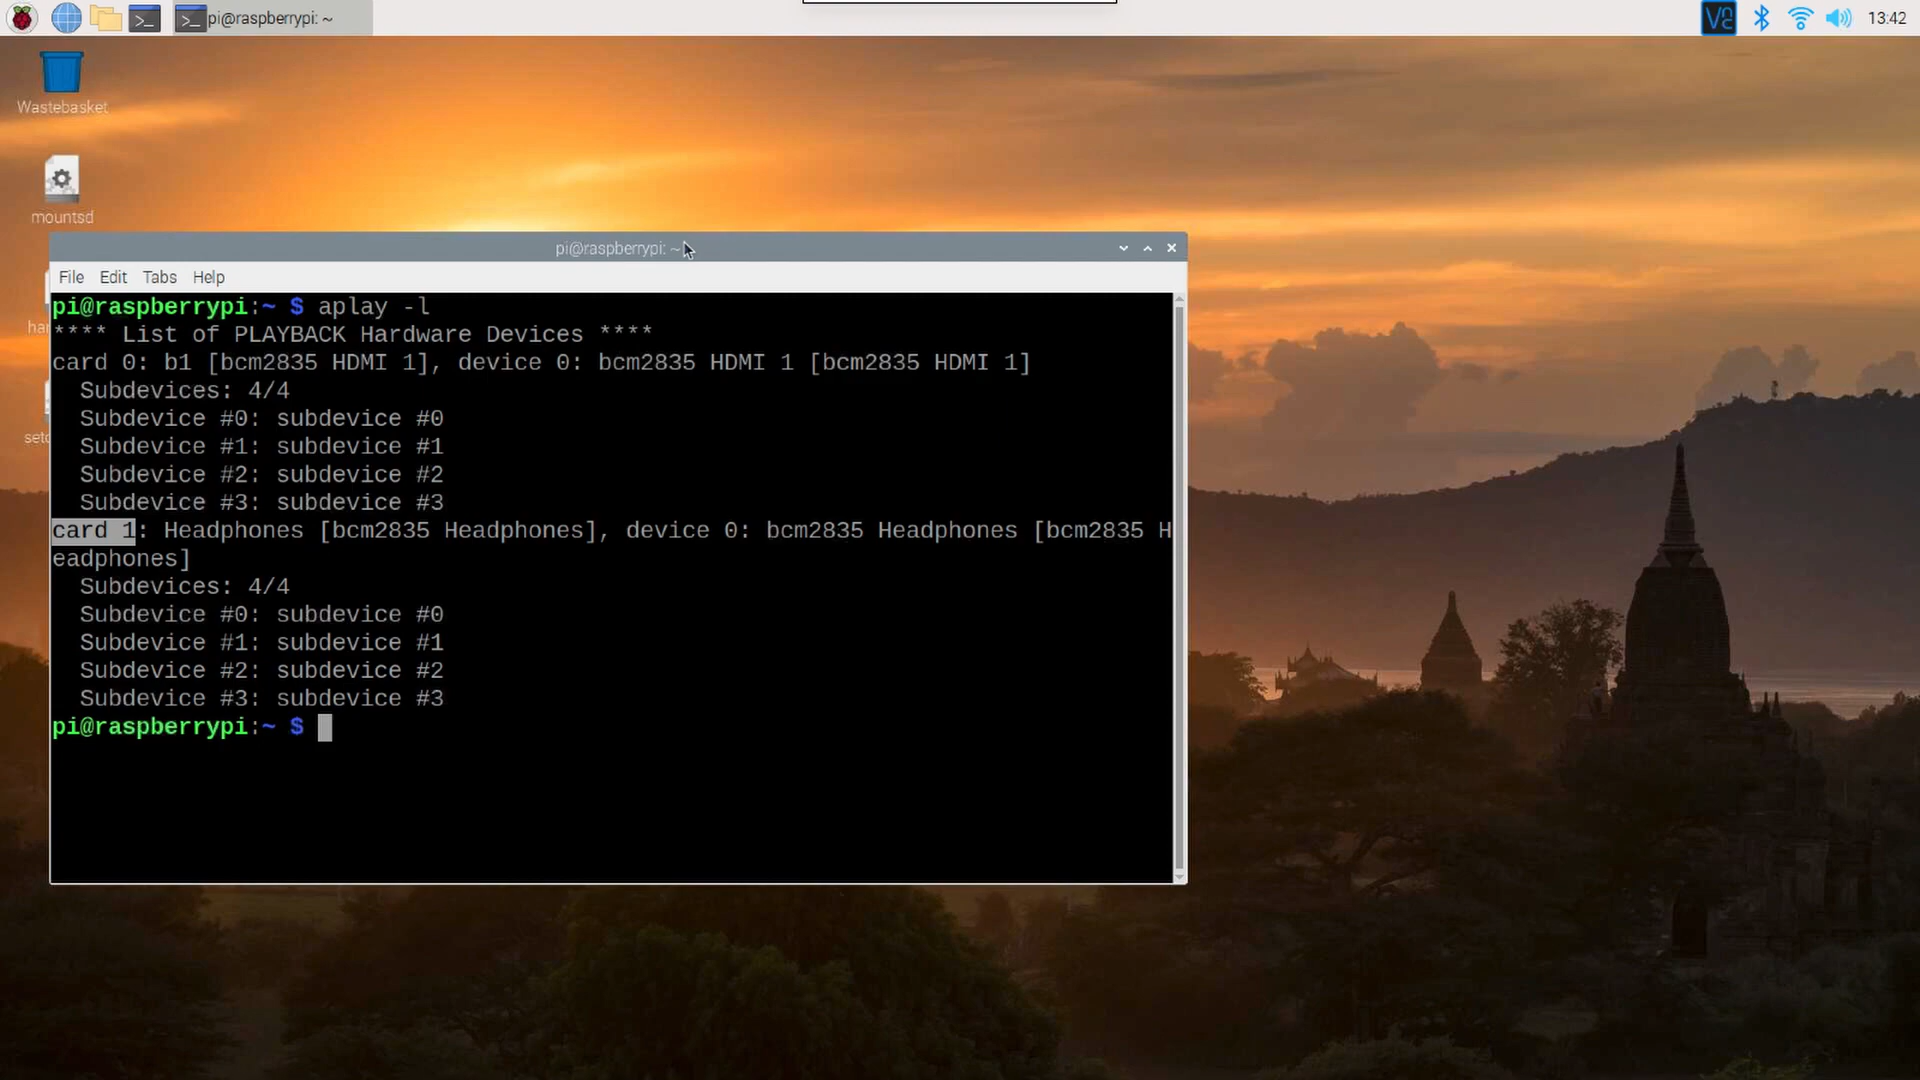 pi@raspberrypi: ~
13:42
Wastebasket
mountsd
pi@raspberrypi: ~
File Edit Tabs Help
pi@raspberrypi:~ $ aplay -l
**** List of PLAYBACK Hardware Devices ****
card 0: b1 [bcm2835 HDMI 1], device 0: bcm2835 HDMI 1 [bcm2835 HDMI 1]
Subdevices: 4/4
Subdevice #0: subdevice #0
Subdevice #1: subdevice #1
Subdevice #2: subdevice #2
Subdevice #3: subdevice #3
card 1: Headphones [bcm2835 Headphones], device 0: bcm2835 Headphones [bcm2835 H
eadphones]
Subdevices: 4/4
Subdevice #0: subdevice #0
Subdevice #1: subdevice #1
Subdevice #2: subdevice #2
Subdevice #3: subdevice #3
pi@raspberrypi:~ $